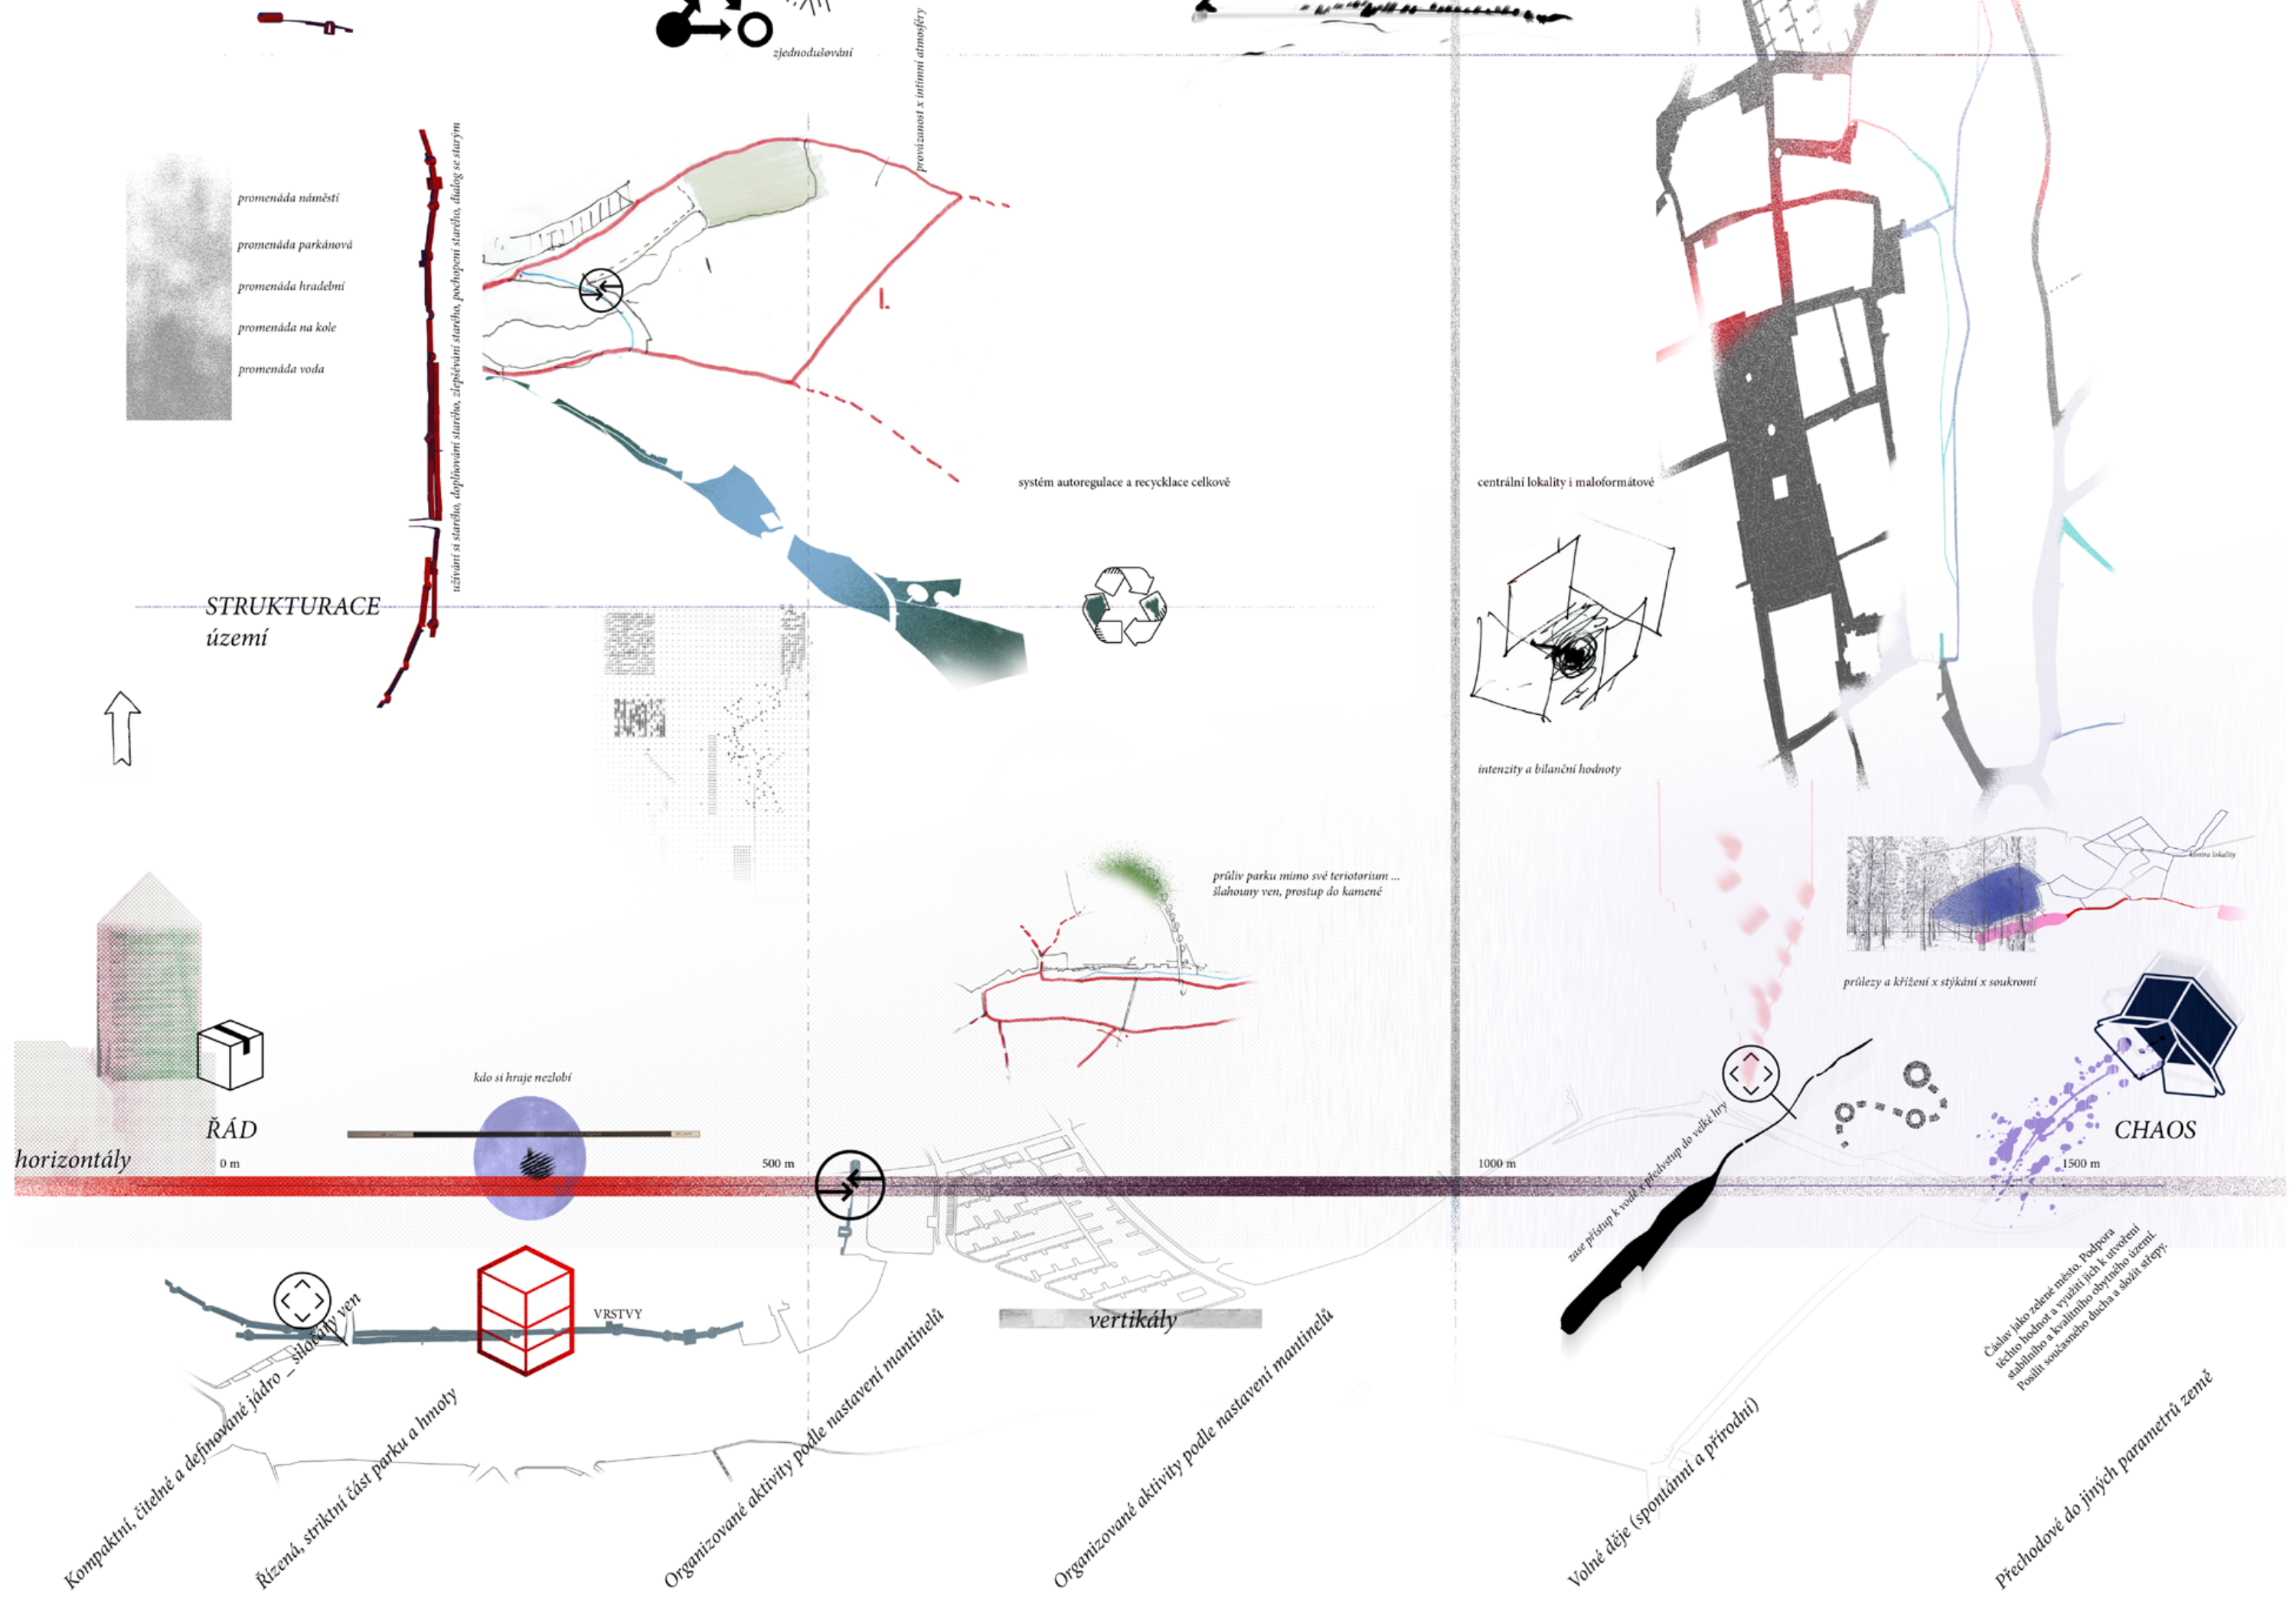 zjednodušování
provázanost x intimní atmosféry
promenáda náměstí
promenáda parkánová
promenáda hradební
promenáda na kole
promenáda voda
užívání si starého, doplňování starého, zlepšévání starého, pochopení starého, dialog se starým
I.
systém autoregulace a recycklace celkově
centrální lokality i maloformátové
STRUKTURACE
území
intenzity a bilanční hodnoty
průliv parku mimo své teriotorium ...
šlahouny ven, prostup do kamené
lokality
průlezy a křížení x stýkání x soukromí
kdo si hraje nezlobí
ŘÁD
CHAOS
horizontály
0 m
500 m
1000 m
1500 m
zase přístup k vodě x předvstup do velké hry
VRSTVY
vertikály
Čáslav jako zelené město. Podpora
těchto hodnot a využití jich k utvoření
stabilního a kvalitního obytného území.
Posílit současného ducha a složit střepy.
Kompaktní, čitelné a definované jádro _šlacáty ven
Řízená, striktní část parku a hmoty
Organizované aktivity podle nastavení mantinelů
Organizované aktivity podle nastavení mantinelů
Volné děje (spontánní a přírodní)
Přechodové do jiných parametrů země